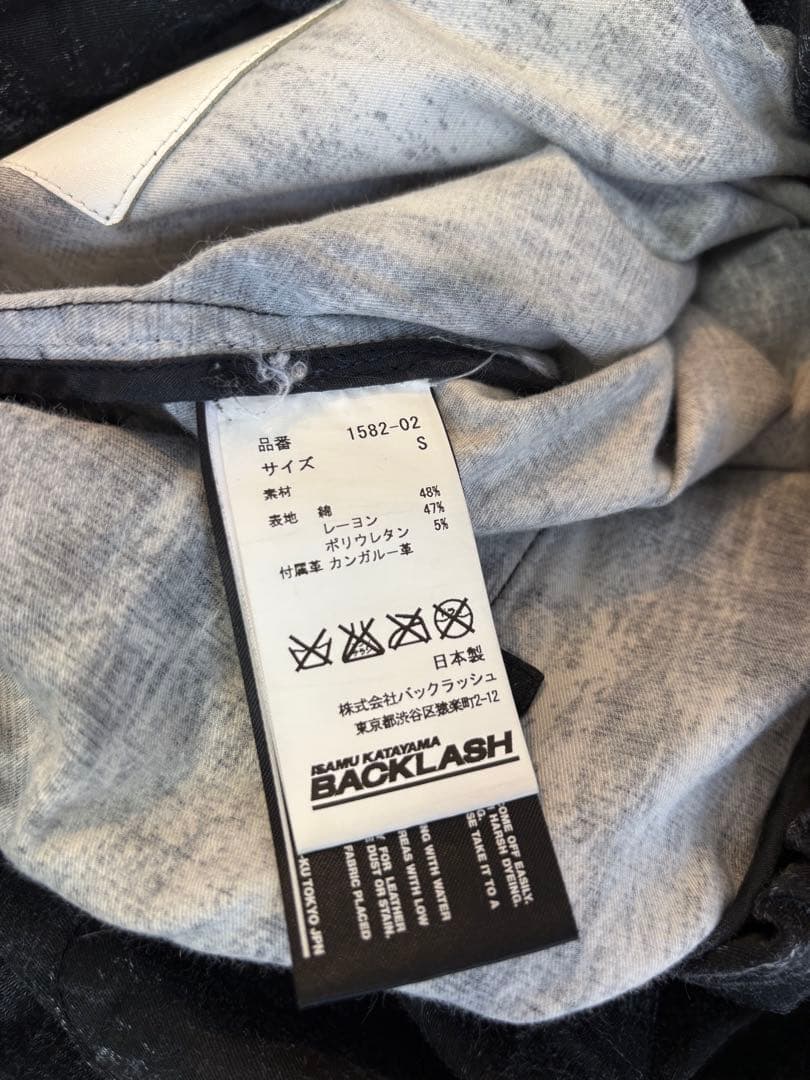 品番 1582-02
サイズ S
素材
表地 綿 48%
レーヨン 47%
ポリウレタン 5%
付属革 カンガルー革
日本製
株式会社バックラッシュ
東京都渋谷区猿楽町2-12
ISAMU KATAYAMA
BACKLASH
COME OFF EASILY.
HARSH DYEING.
TAKE IT TO A
WITH WATER
AREAS WITH LOW
FOR LEATHER
DUST OR STAIN.
FABRIC PLACED
TOKYO JPN